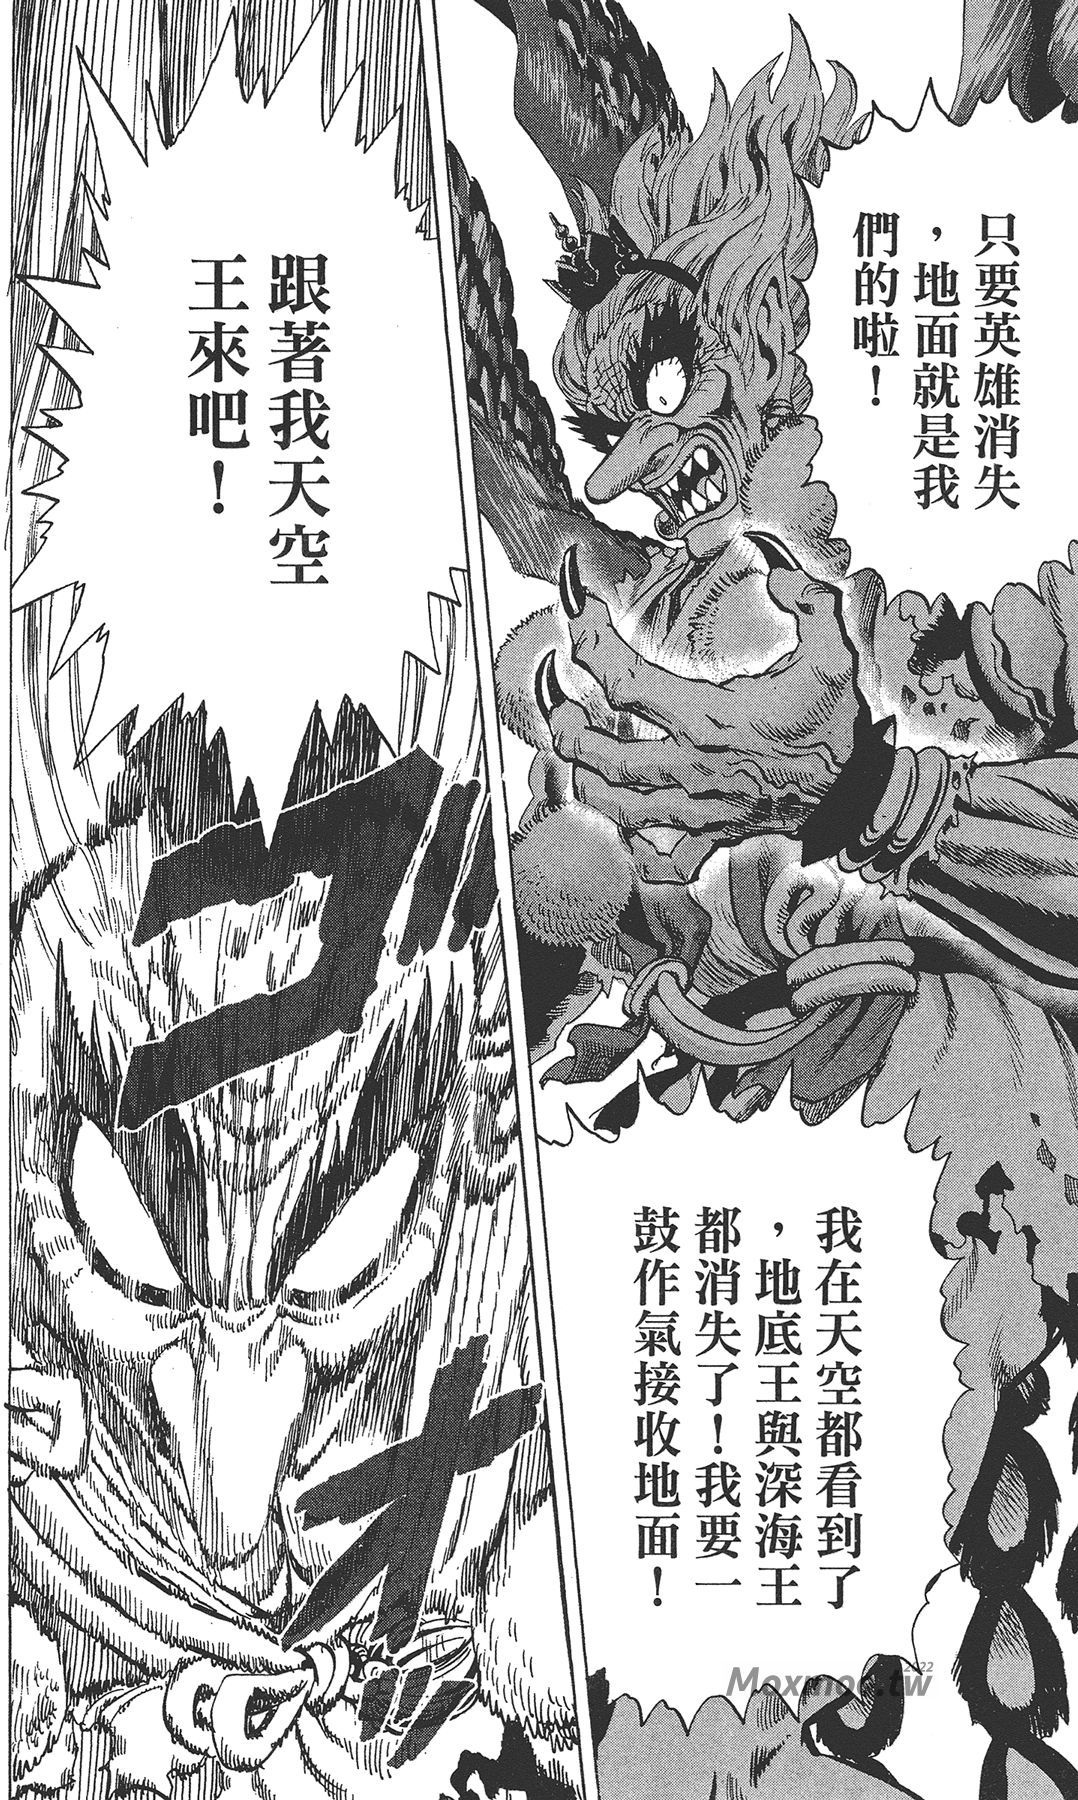 只要英雄消失
，地面就是我
們的啦！
我在天空都看到了
，地底王與深海王
都消失了！我要一
鼓作氣接收地面！
跟著我天空
王來吧！
ゴ
オ
Moxmoe.tw
2022